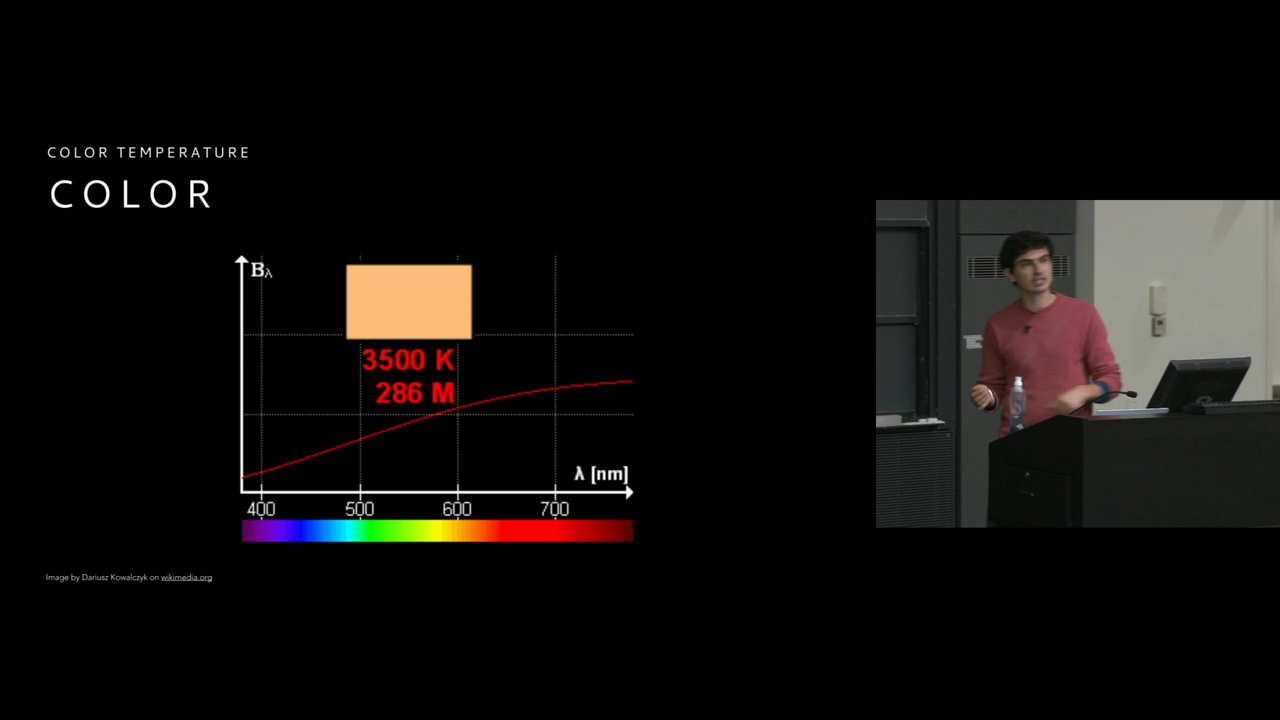 COLOR TEMPERATURE
COLOR
Bλ
3500 K
286 M
λ [nm]
400 500 600 700
Image by Dariusz Kowalczyk on wikimedia.org